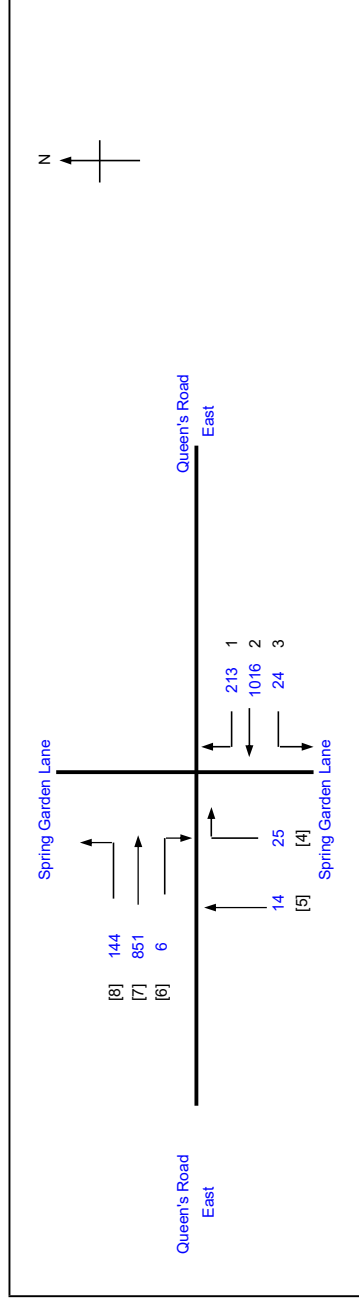 N
Spring Garden Lane
Queen's Road
East
[8] 144
[7] 851
[6] 6
213 1
1016 2
24 3
14 25
[5] [4]
Spring Garden Lane
Queen's Road
East